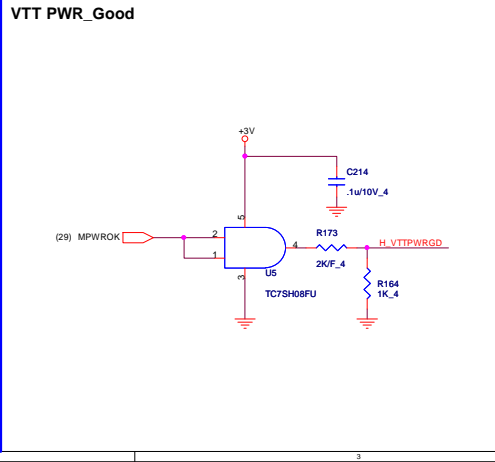 VTT PWR_Good
+3V
C214
.1u/10V_4
5
(29) MPWROK
2
1
4
3
U5
TC7SH08FU
R173
2K/F_4
H_VTTPWRGD
R164
1K_4
3